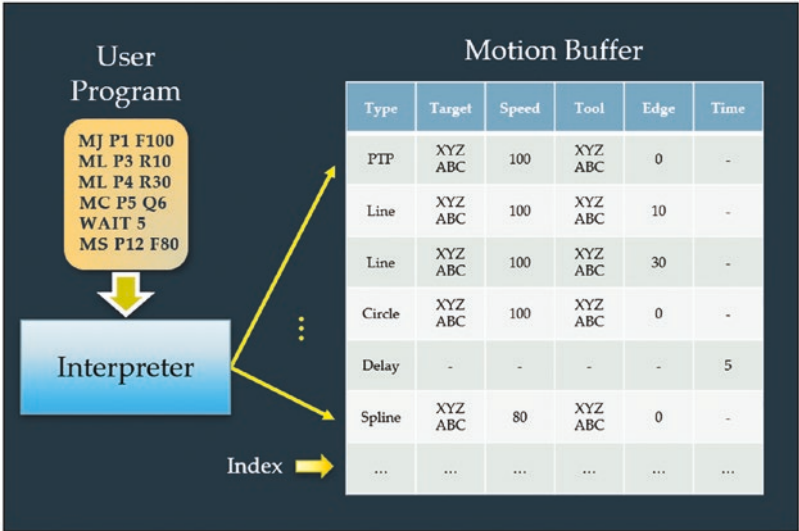 User
Program
MJ P1 F100
ML P3 R10
ML P4 R30
MC P5 Q6
WAIT 5
MS P12 F80
Interpreter
Index
Motion Buffer
Type Target Speed Tool Edge Time
PTP XYZ ABC 100 XYZ ABC 0 -
Line XYZ ABC 100 XYZ ABC 10 -
Line XYZ ABC 100 XYZ ABC 30 -
Circle XYZ ABC 100 XYZ ABC 0 -
Delay - - - - 5
Spline XYZ ABC 80 XYZ ABC 0 -
... ... ... ... ... ...